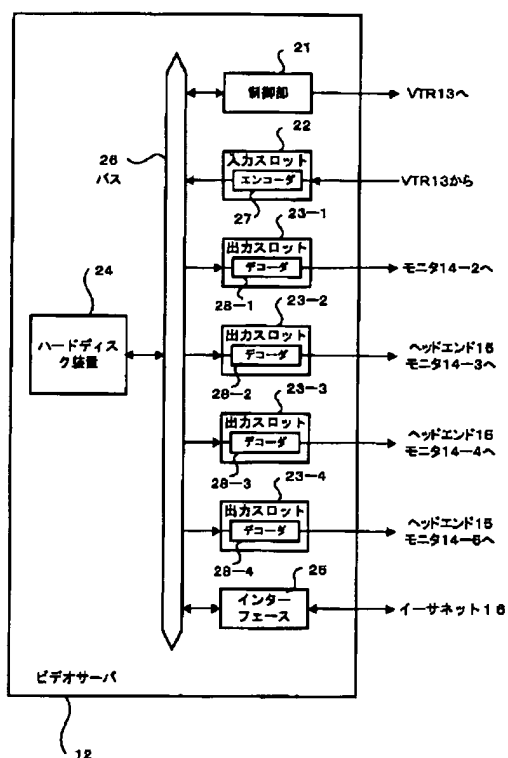 21
制御部
VTR13へ
22
26
バス
入力スロット
エンコーダ
VTR13から
27
23-1
出力スロット
デコーダ
モニタ14-2へ
28-1
24
ハードディス
ク装置
23-2
出力スロット
デコーダ
ヘッドエンド15
モニタ14-3へ
28-2
23-3
出力スロット
デコーダ
ヘッドエンド15
モニタ14-4へ
28-3
23-4
出力スロット
デコーダ
ヘッドエンド15
モニタ14-5へ
28-4
25
インター
フェース
イーサネット16
ビデオサーバ
12